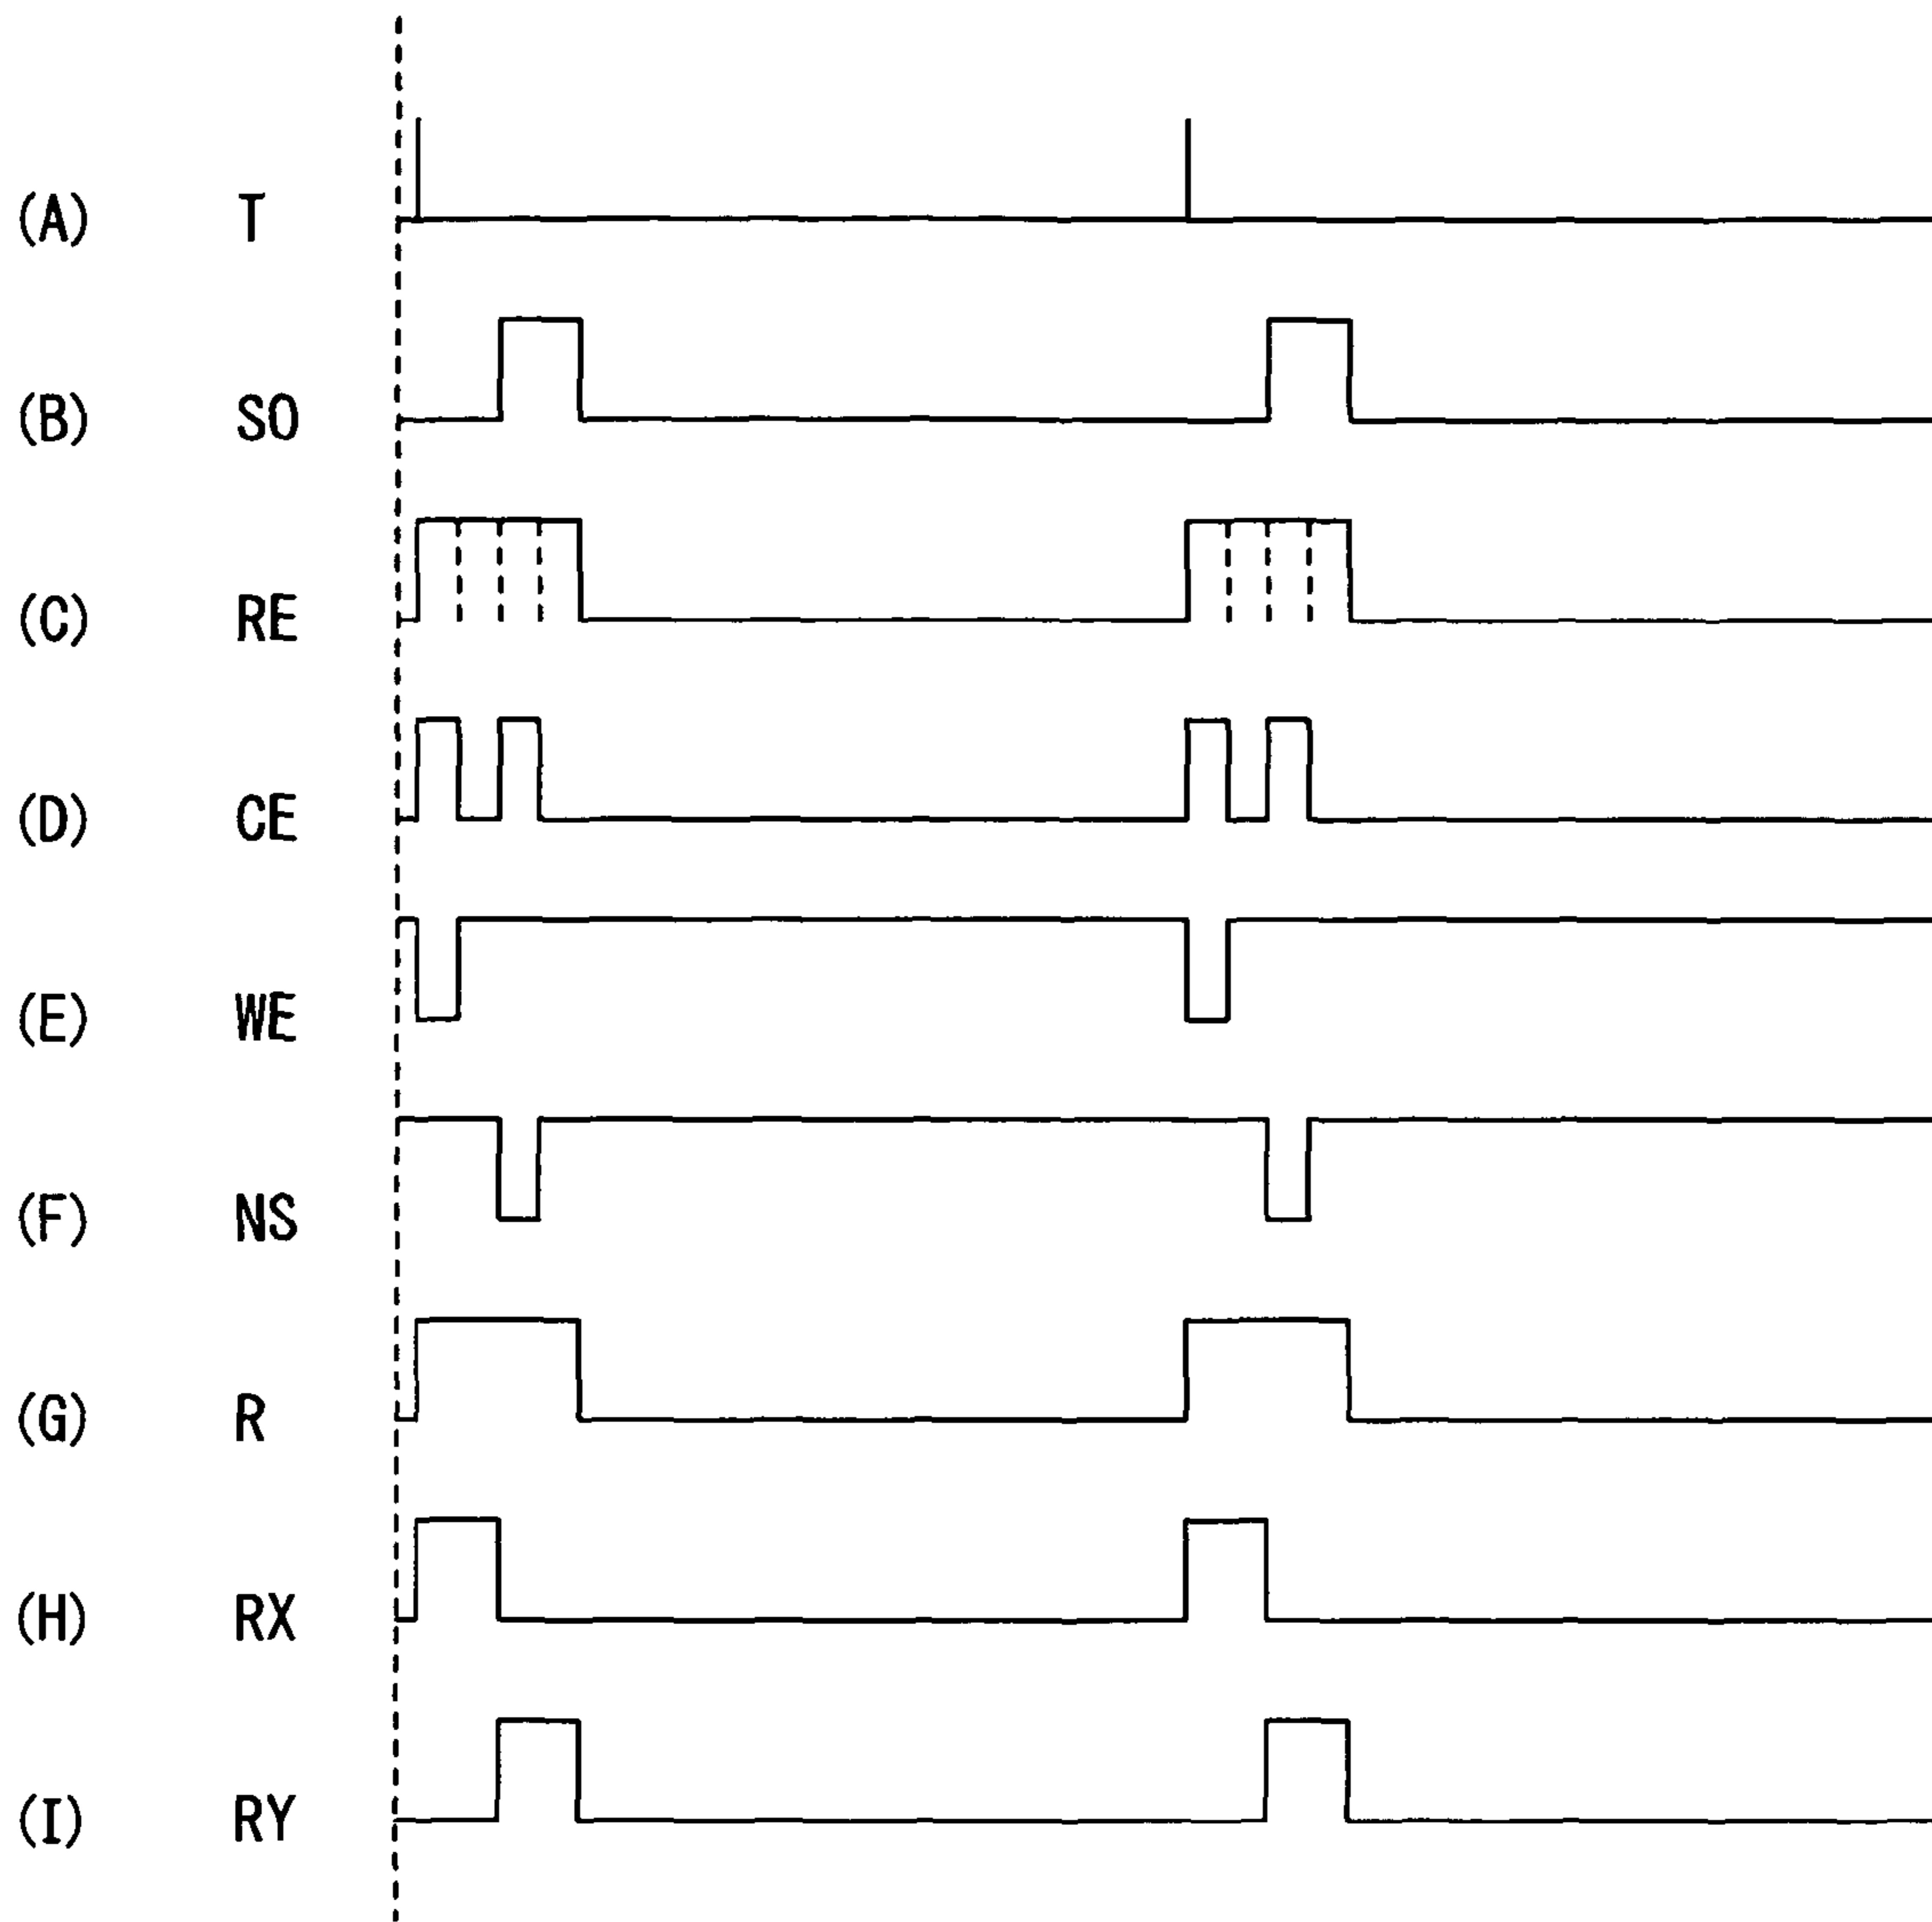 (A) T
(B) SO
(C) RE
(D) CE
(E) WE
(F) NS
(G) R
(H) RX
(I) RY